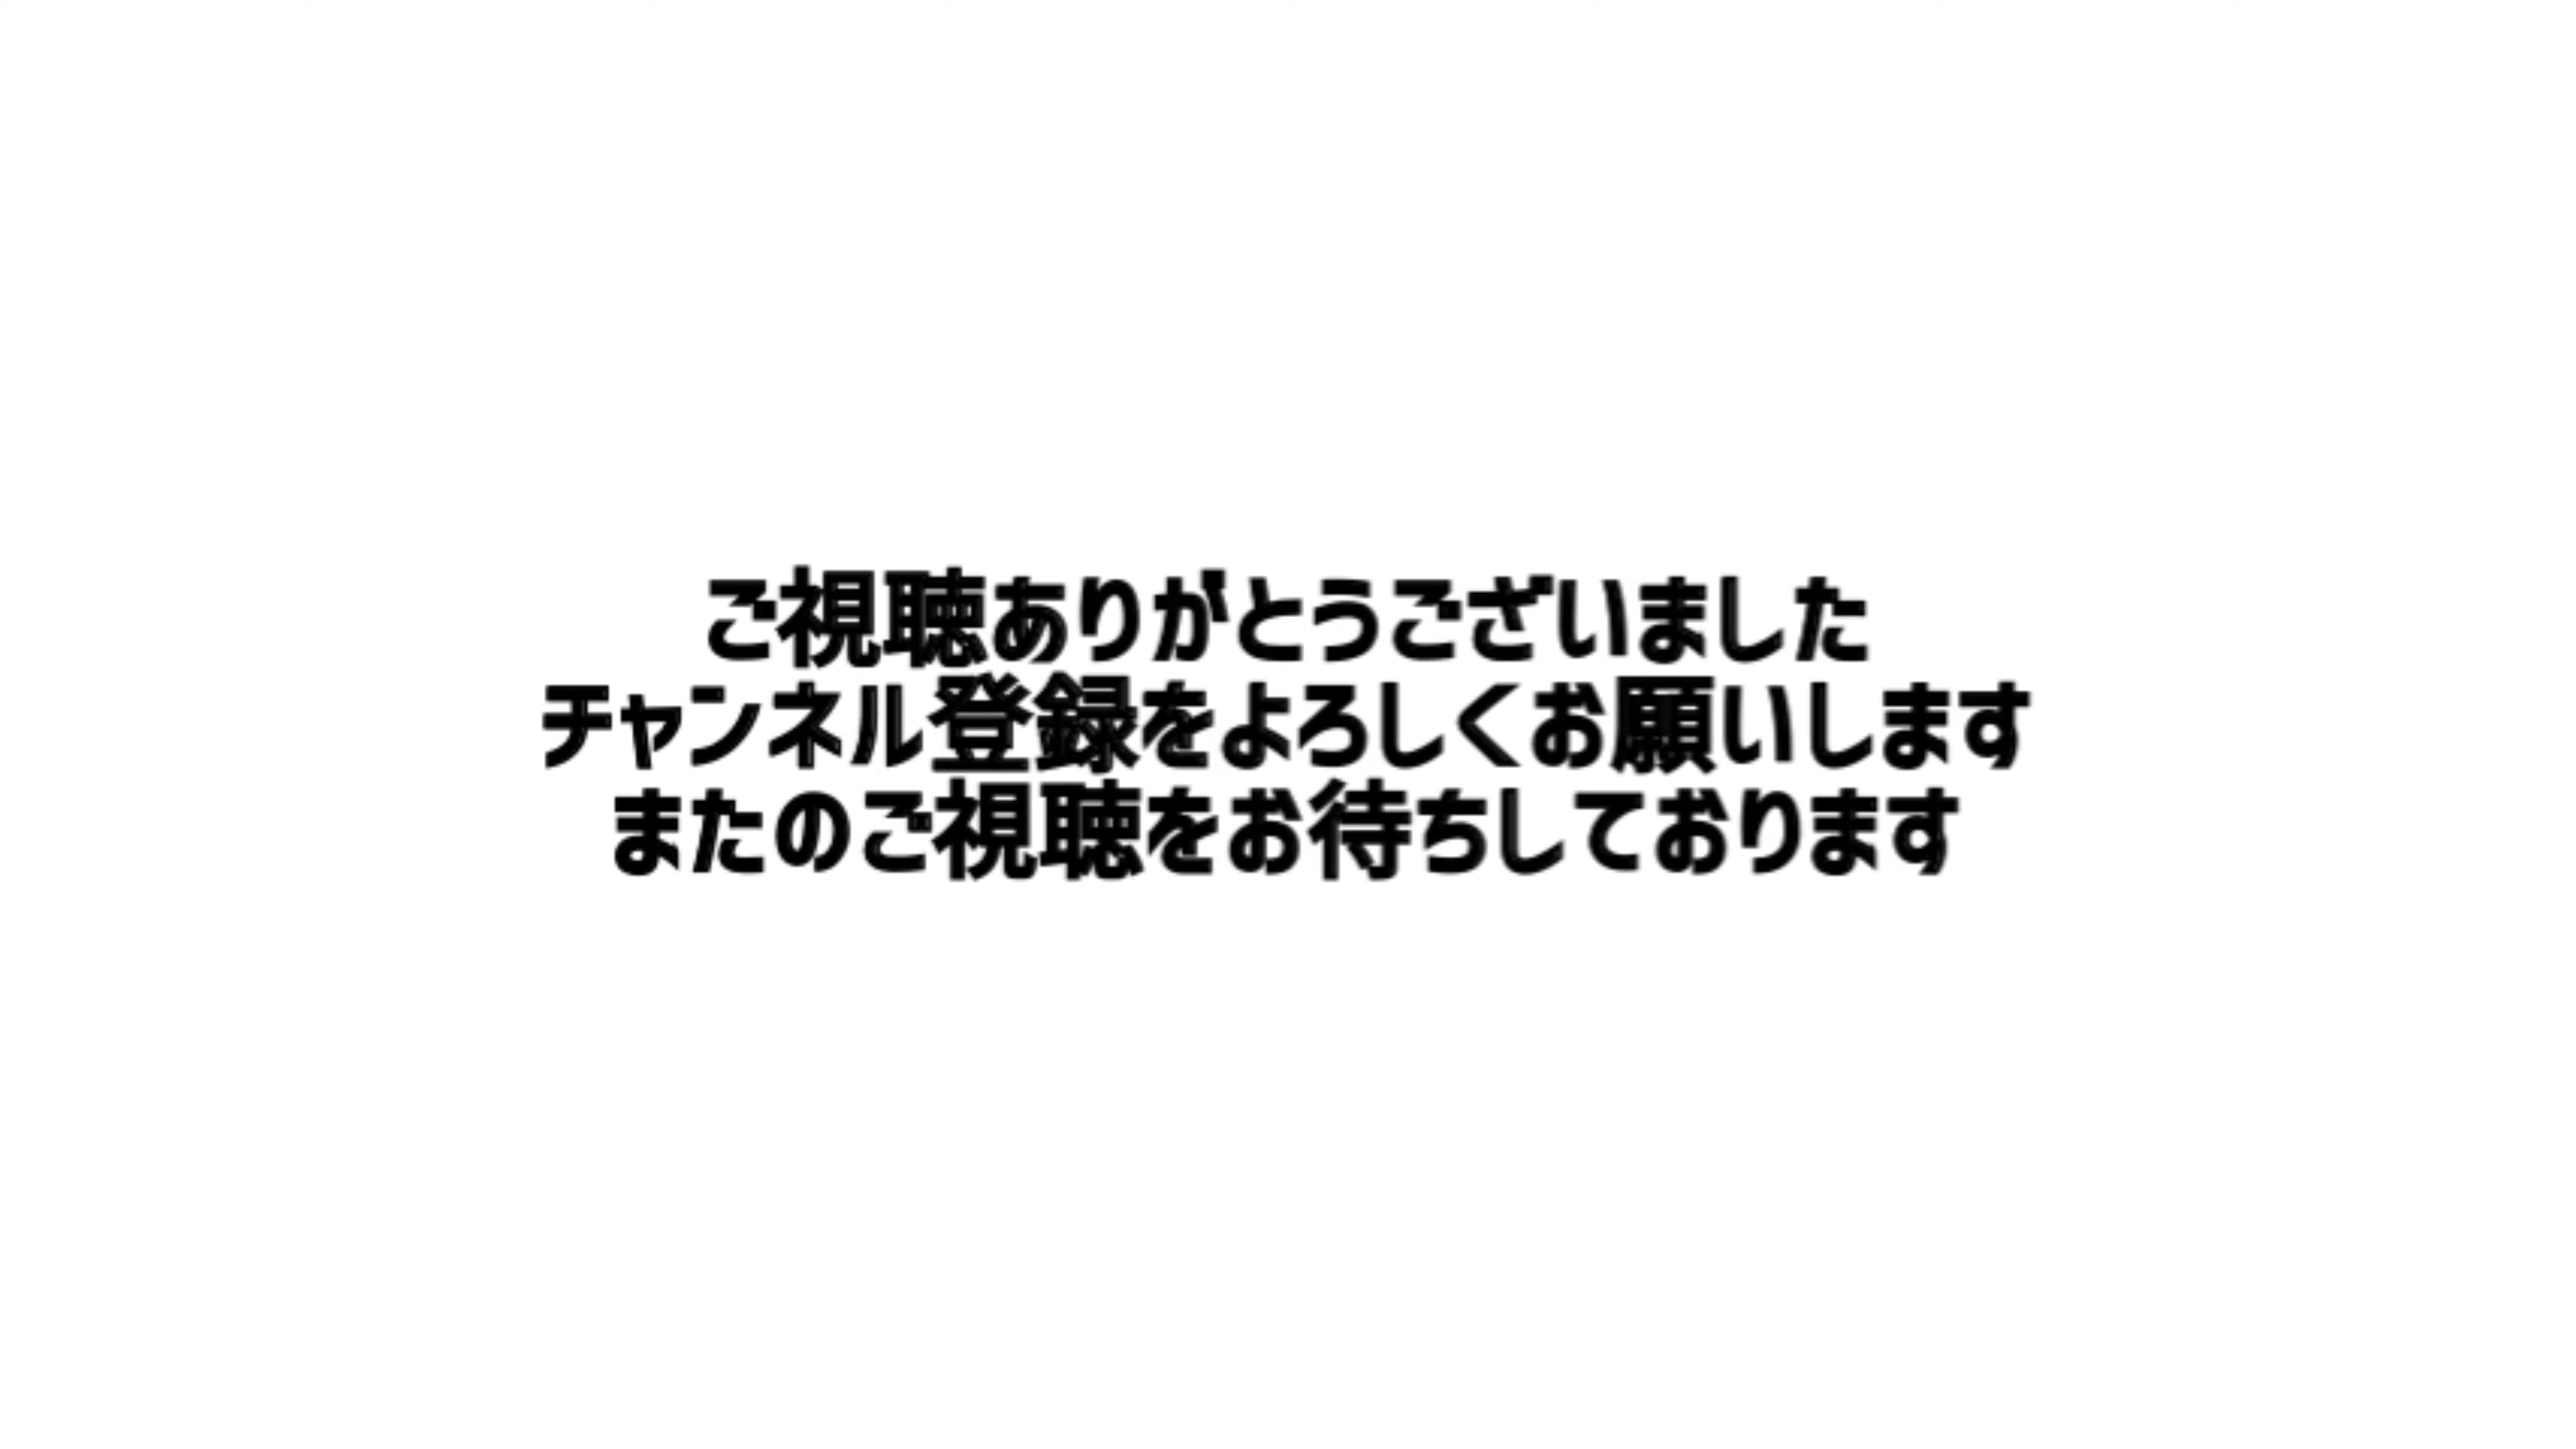 ご視聴ありがとうございました
チャンネル登録をよろしくお願いします
またのご視聴をお待ちしております